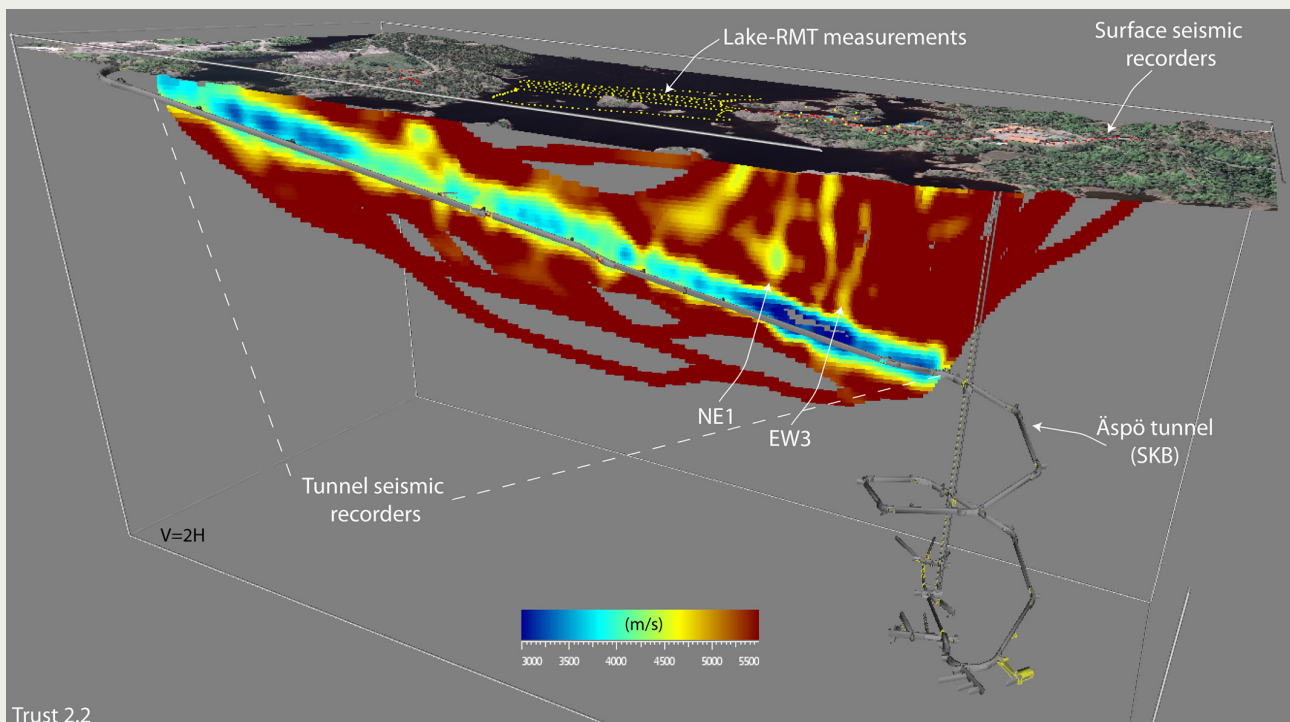 Lake-RMT measurements
Surface seismic
recorders
NE1
EW3
Äspö tunnel
(SKB)
Tunnel seismic
recorders
V=2H
(m/s)
3000 3500 4000 4500 5000 5500
Trust 2.2